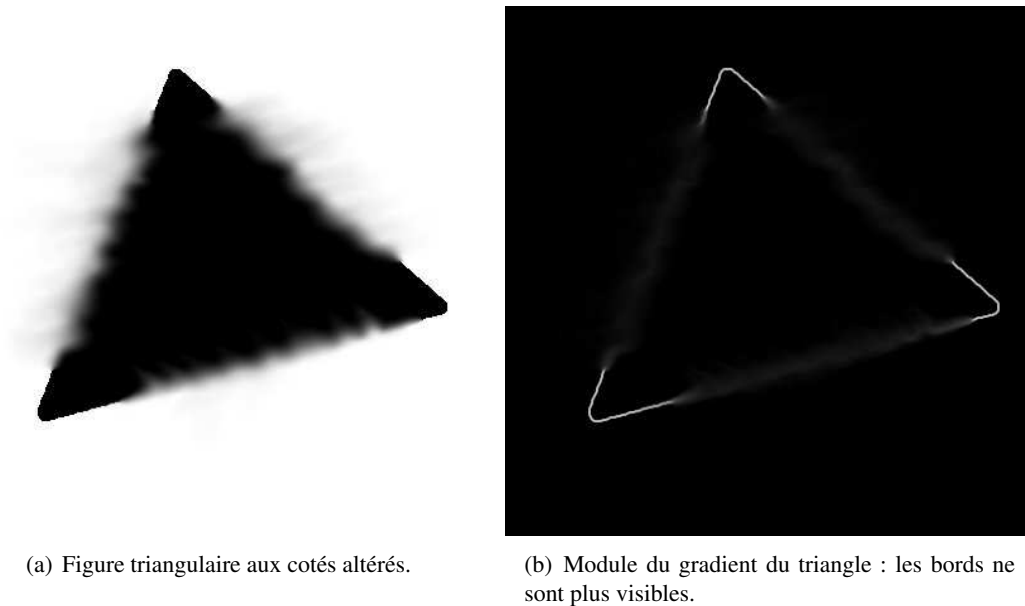 (a) Figure triangulaire aux cotés altérés.
(b) Module du gradient du triangle : les bords ne
sont plus visibles.